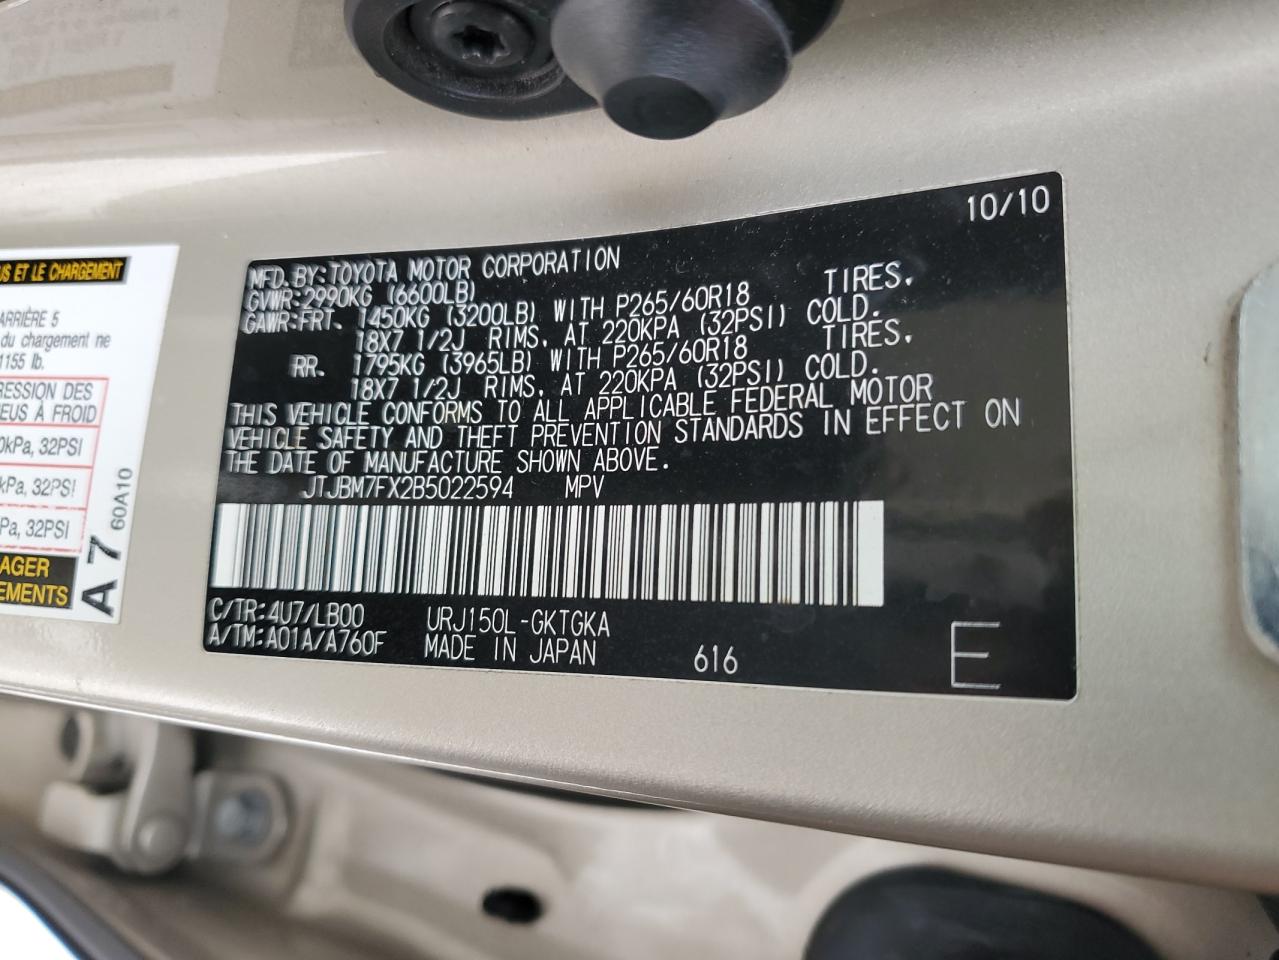 10/10
MFD.BY:TOYOTA MOTOR CORPORATION
GVWR:2990KG (6600LB)
GAWR:FRT. 1450KG (3200LB) WITH P265/60R18 TIRES,
18X7 1/2J RIMS, AT 220KPA (32PSI) COLD.
RR. 1795KG (3965LB) WITH P265/60R18 TIRES,
18X7 1/2J RIMS, AT 220KPA (32PSI) COLD.
THIS VEHICLE CONFORMS TO ALL APPLICABLE FEDERAL MOTOR
VEHICLE SAFETY AND THEFT PREVENTION STANDARDS IN EFFECT ON
THE DATE OF MANUFACTURE SHOWN ABOVE.
JTJBM7FX2B5022594 MPV
C/TR:4U7/LB00 URJ150L-GKTGKA
A/TM:A01A/A760F MADE IN JAPAN 616 E
US ET LE CHARGEMENT
ARRIÈRE 5
du chargement ne
1155 lb.
RESSION DES
NEUS À FROID
0kPa, 32PSI
kPa, 32PSI
Pa, 32PSI
AGER
EMENTS
A 7 60A10